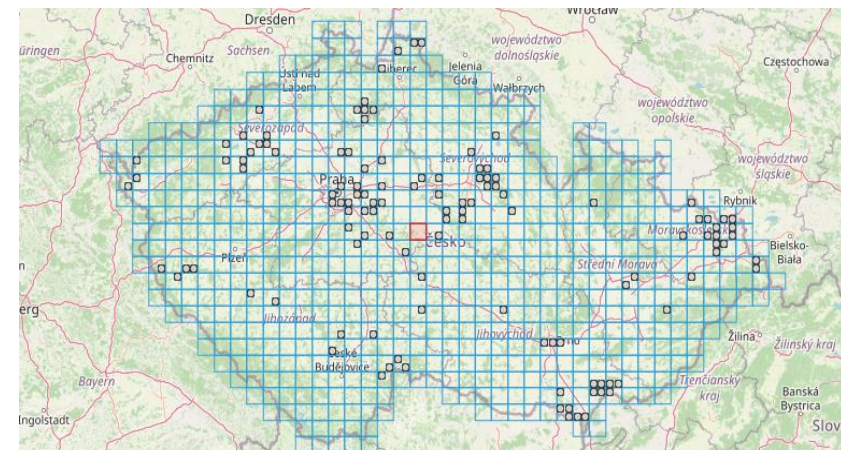 Wrocław
Dresden
üringen
Chemnitz
Sachsen
województwo
dolnośląskie
Jelenia
Góra
Liberec
Ústí nad
Labem
Wałbrzych
Częstochowa
województwo
opolskie
Severozápad
Severovýchod
województwo
śląskie
Praha
Rybnik
Moravskoslezsko
Česko
Bielsko-
Biała
Plzeň
Střední Morava
n
erg
Jihozápad
Jihovýchod
Brno
Žilina
Žilinský kraj
České
Budějovice
Bayern
Trenčiansky
kraj
Banská
Bystrica
Ingolstadt
Slov